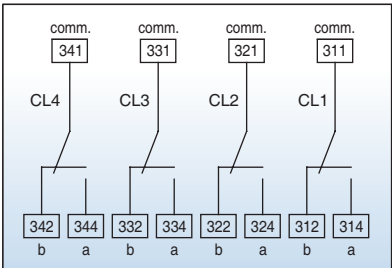 comm. comm. comm. comm.
341 331 321 311
CL4 CL3 CL2 CL1
342 344 332 334 322 324 312 314
b a b a b a b a